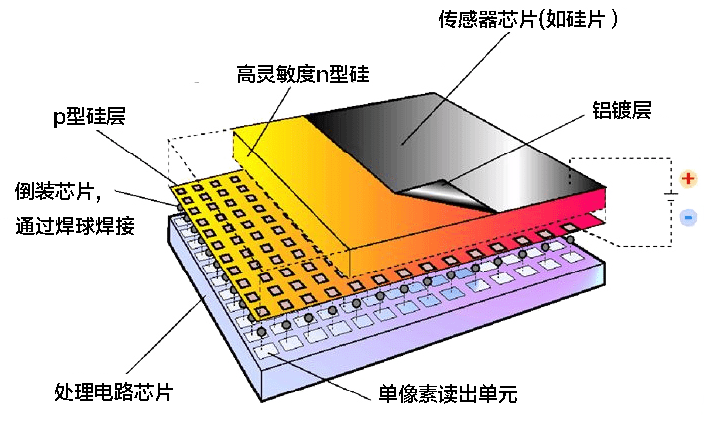 传感器芯片(如硅片）
高灵敏度n型硅
铝镀层
p型硅层
倒装芯片，
通过焊球焊接
+
-
处理电路芯片
单像素读出单元